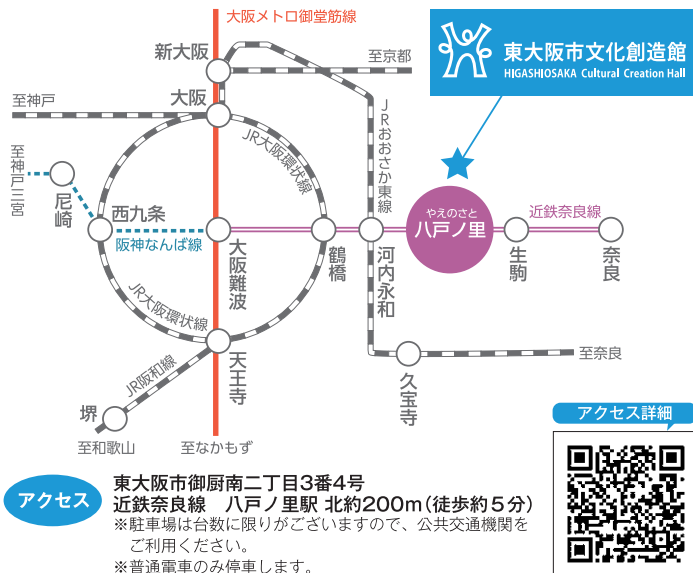 大阪メトロ御堂筋線
東大阪市文化創造館
HIGASHIOSAKA Cultural Creation Hall
新大阪
至京都
至神戸
大阪
JR大阪環状線
JRおおさか東線
至神戸三宮
尼崎
西九条
阪神なんば線
大阪難波
鶴橋
河内永和
やえのさと
八戸ノ里
近鉄奈良線
生駒
奈良
JR大阪環状線
天王寺
JR阪和線
久宝寺
至奈良
堺
至和歌山
至なかもず
アクセス詳細
アクセス
東大阪市御厨南二丁目3番4号
近鉄奈良線 八戸ノ里駅 北約200m(徒歩約5分)
※駐車場は台数に限りがございますので、公共交通機関を
ご利用ください。
※普通電車のみ停車します。